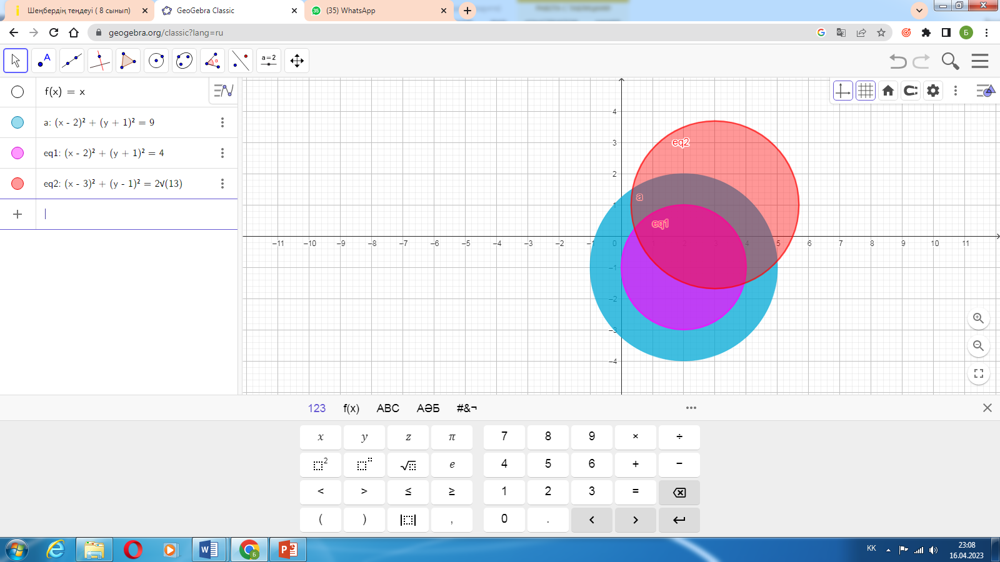 Шеңбердің теңдеуі ( 8 сынып)
GeoGebra Classic
(35) WhatsApp
geogebra.org/classic?lang=ru
Б
A
a=2
f(x) = x
a: (x - 2)² + (y + 1)² = 9
eq1: (x - 2)² + (y + 1)² = 4
eq2: (x - 3)² + (y - 1)² = 2√(13)
4
3
2
1
–11 –10 –9 –8 –7 –6 –5 –4 –3 –2 –1 0 2 3 4 5 6 7 8 9 10 11
–1
–2
–3
–4
eq2
a
eq1
123 f(x) ABC АӘБ #&¬
x y z π 7 8 9 × ÷
□² √ e 4 5 6 + −
< > ≤ ≥ 1 2 3 =
( ) |□| , 0 . < >
KK
23:08
16.04.2023